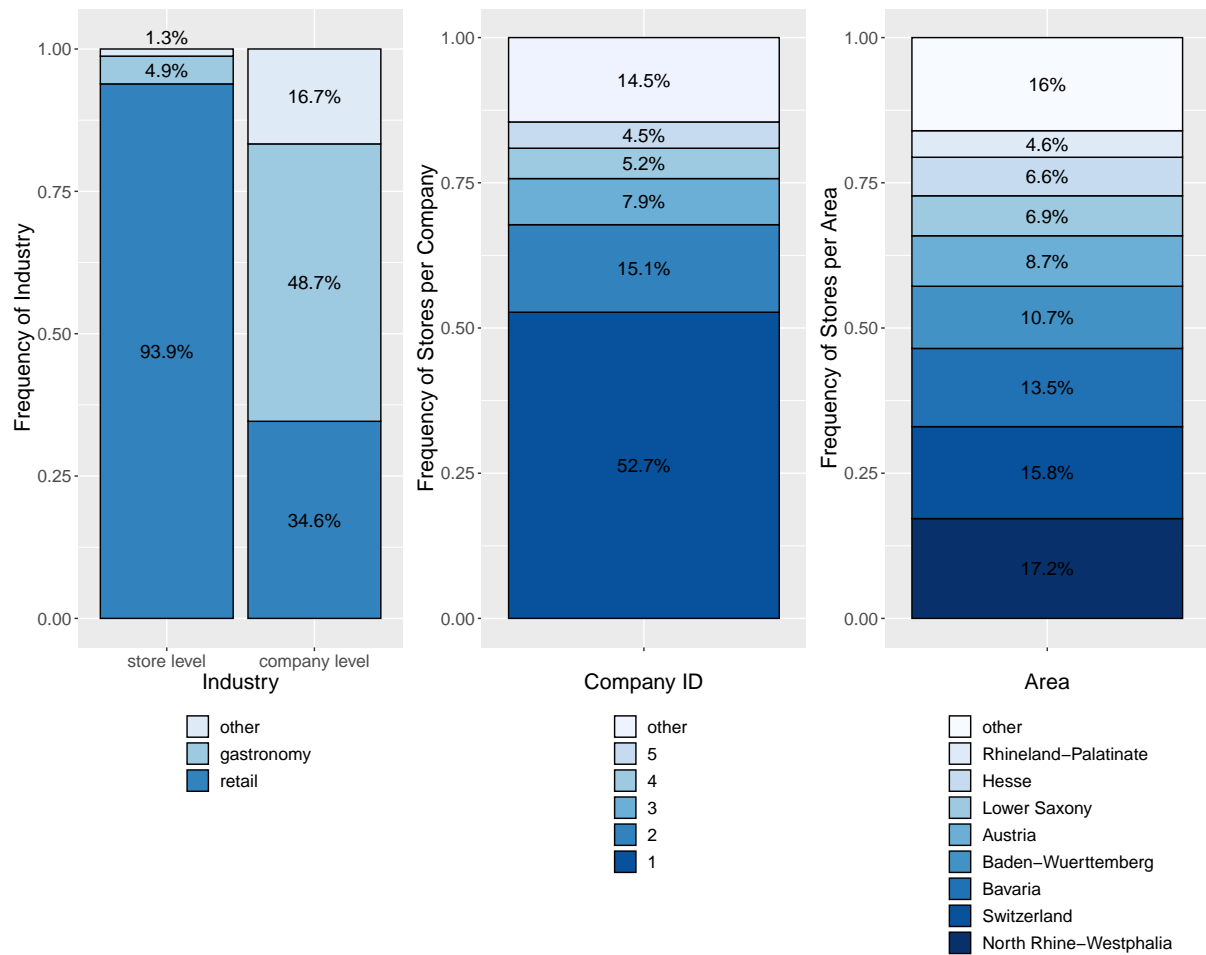 Frequency of Industry
1.00
0.75
0.50
0.25
0.00
1.3%
4.9%
93.9%
16.7%
48.7%
34.6%
store level
company level
Industry
other
gastronomy
retail
Frequency of Stores per Company
1.00
0.75
0.50
0.25
0.00
14.5%
4.5%
5.2%
7.9%
15.1%
52.7%
Company ID
other
5
4
3
2
1
Frequency of Stores per Area
1.00
0.75
0.50
0.25
0.00
16%
4.6%
6.6%
6.9%
8.7%
10.7%
13.5%
15.8%
17.2%
Area
other
Rhineland−Palatinate
Hesse
Lower Saxony
Austria
Baden−Wuerttemberg
Bavaria
Switzerland
North Rhine−Westphalia